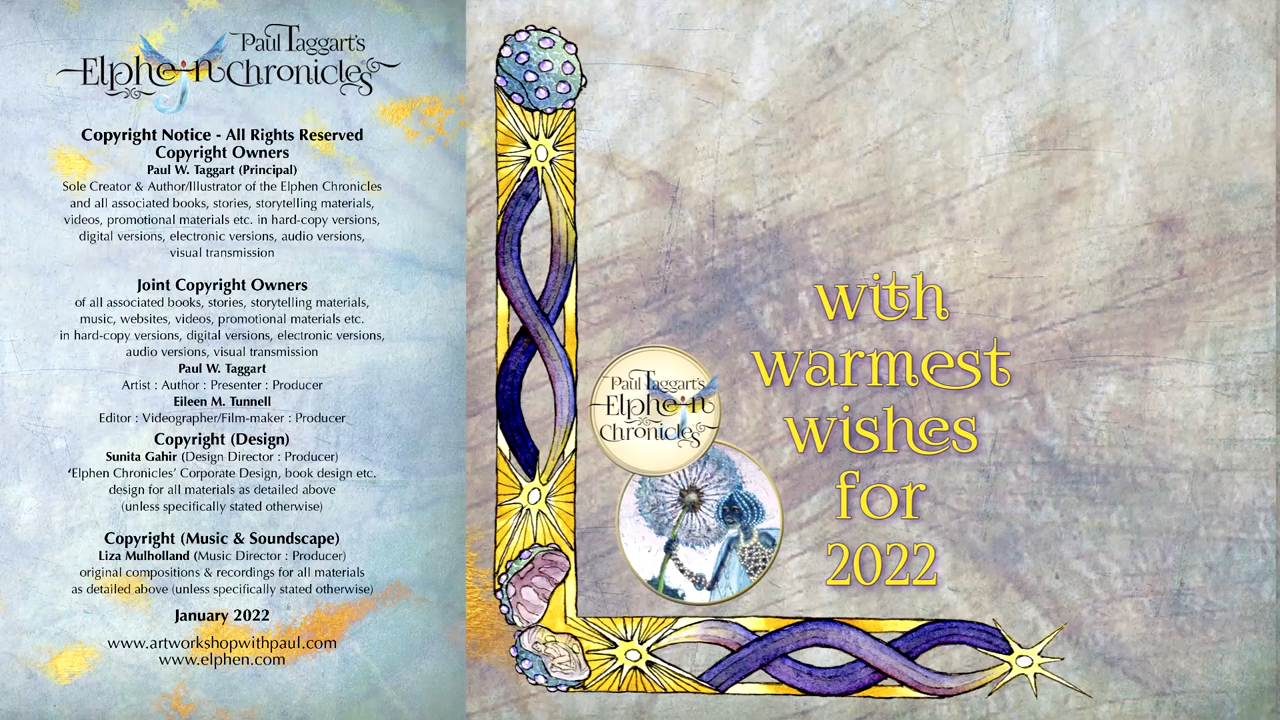 Paul Taggart's
Elphen Chronicles
Copyright Notice - All Rights Reserved
Copyright Owners
Paul W. Taggart (Principal)
Sole Creator & Author/Illustrator of the Elphen Chronicles
and all associated books, stories, storytelling materials,
videos, promotional materials etc. in hard-copy versions,
digital versions, electronic versions, audio versions,
visual transmission
Joint Copyright Owners
of all associated books, stories, storytelling materials,
music, websites, videos, promotional materials etc.
in hard-copy versions, digital versions, electronic versions,
audio versions, visual transmission
Paul W. Taggart
Artist : Author : Presenter : Producer
Eileen M. Tunnell
Editor : Videographer/Film-maker : Producer
Copyright (Design)
Sunita Gahir (Design Director : Producer)
‘Elphen Chronicles’ Corporate Design, book design etc.
design for all materials as detailed above
(unless specifically stated otherwise)
Copyright (Music & Soundscape)
Liza Mulholland (Music Director : Producer)
original compositions & recordings for all materials
as detailed above (unless specifically stated otherwise)
January 2022
www.artworkshopwithpaul.com
www.elphen.com
Paul Taggart's
Elphen
Chronicles
with
warmest
wishes
for
2022